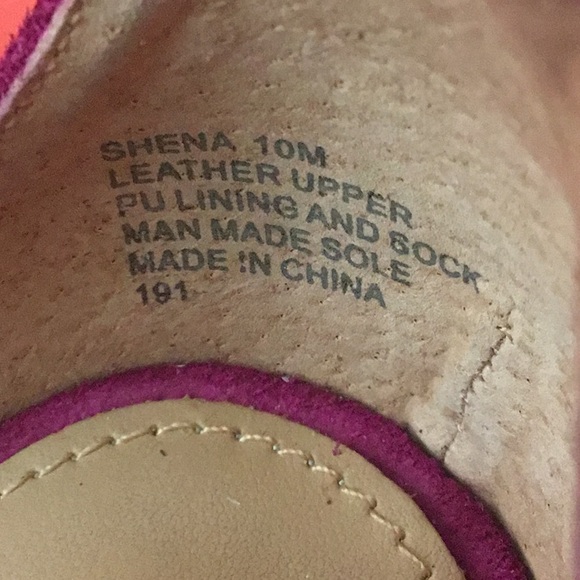 SHENA 10M
LEATHER UPPER
PU LINING AND SOCK
MAN MADE SOLE
MADE IN CHINA
191